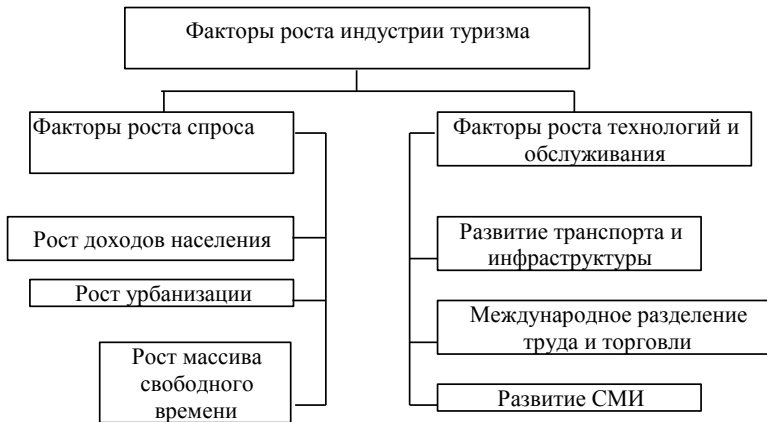 Факторы роста индустрии туризма
Факторы роста спроса
Рост доходов населения
Рост урбанизации
Рост массива
свободного
времени
Факторы роста технологий и
обслуживания
Развитие транспорта и
инфраструктуры
Международное разделение
труда и торговли
Развитие СМИ